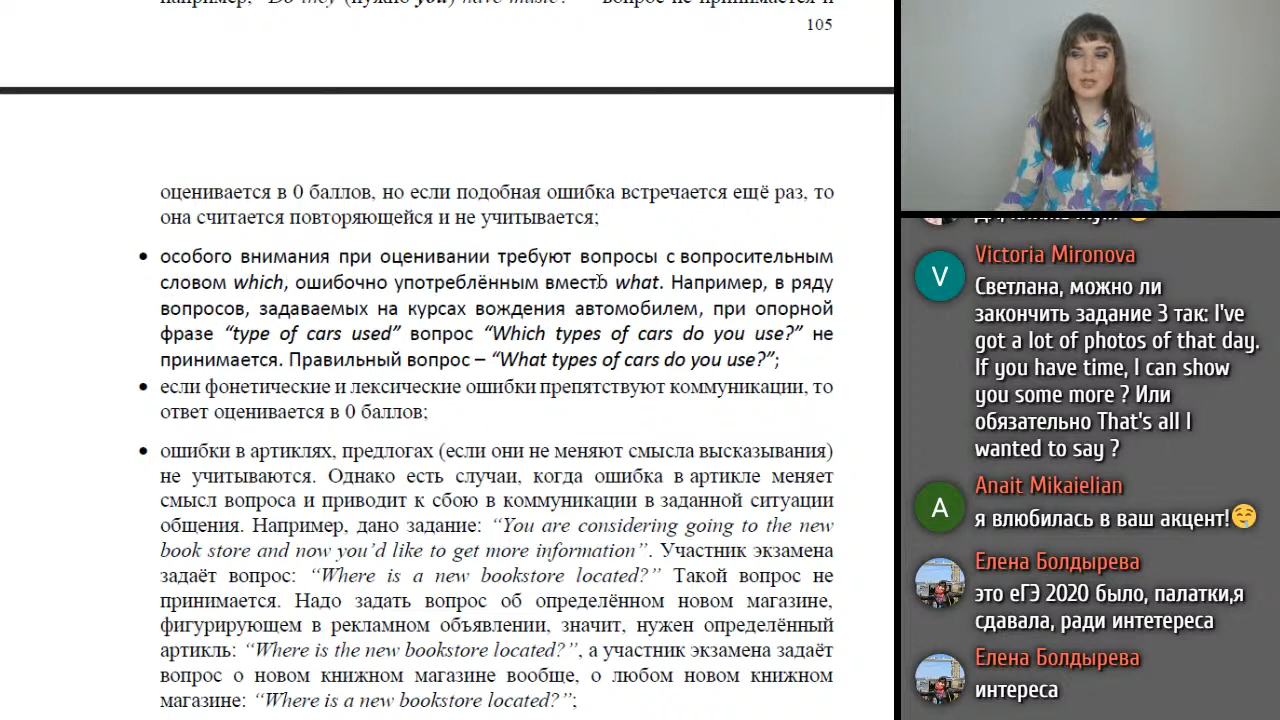 105
оценивается в 0 баллов, но если подобная ошибка встречается ещё раз, то
она считается повторяющейся и не учитывается;
• особого внимания при оценивании требуют вопросы с вопросительным
словом which, ошибочно употреблённым вместо what. Например, в ряду
вопросов, задаваемых на курсах вождения автомобилем, при опорной
фразе “type of cars used” вопрос “Which types of cars do you use?” не
принимается. Правильный вопрос – “What types of cars do you use?”;
• если фонетические и лексические ошибки препятствуют коммуникации, то
ответ оценивается в 0 баллов;
• ошибки в артиклях, предлогах (если они не меняют смысла высказывания)
не учитываются. Однако есть случаи, когда ошибка в артикле меняет
смысл вопроса и приводит к сбою в коммуникации в заданной ситуации
общения. Например, дано задание: “You are considering going to the new
book store and now you’d like to get more information”. Участник экзамена
задаёт вопрос: “Where is a new bookstore located?” Такой вопрос не
принимается. Надо задать вопрос об определённом новом магазине,
фигурирующем в рекламном объявлении, значит, нужен определённый
артикль: “Where is the new bookstore located?”, а участник экзамена задаёт
вопрос о новом книжном магазине вообще, о любом новом книжном
магазине: “Where is a new bookstore located?”;
V
Victoria Mironova
Светлана, можно ли
закончить задание 3 так: I've
got a lot of photos of that day.
If you have time, I can show
you some more ? Или
обязательно That's all I
wanted to say ?
A
Anait Mikaielian
я влюбилась в ваш акцент!
Елена Болдырева
это еГЭ 2020 было, палатки,я
сдавала, ради интетереса
Елена Болдырева
интереса